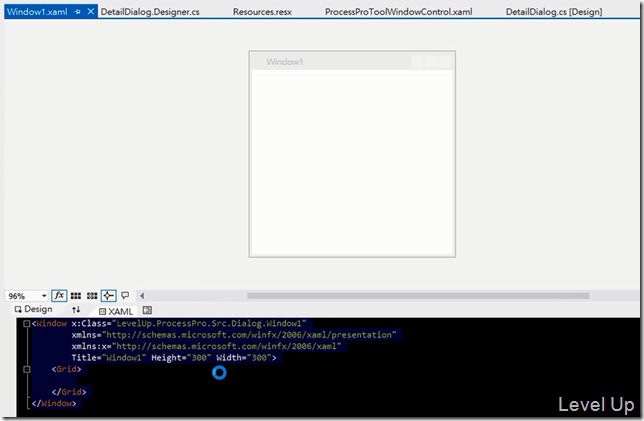 Window1.xaml DetailDialog.Designer.cs Resources.resx ProcessProToolWindowControl.xaml DetailDialog.cs [Design]
Window1
96% fx
Design XAML
<Window x:Class="LevelUp.ProcessPro.Src.Dialog.Window1"
xmlns="http://schemas.microsoft.com/winfx/2006/xaml/presentation"
xmlns:x="http://schemas.microsoft.com/winfx/2006/xaml"
Title="Window1" Height="300" Width="300">
<Grid>
</Grid>
</Window>
Level Up